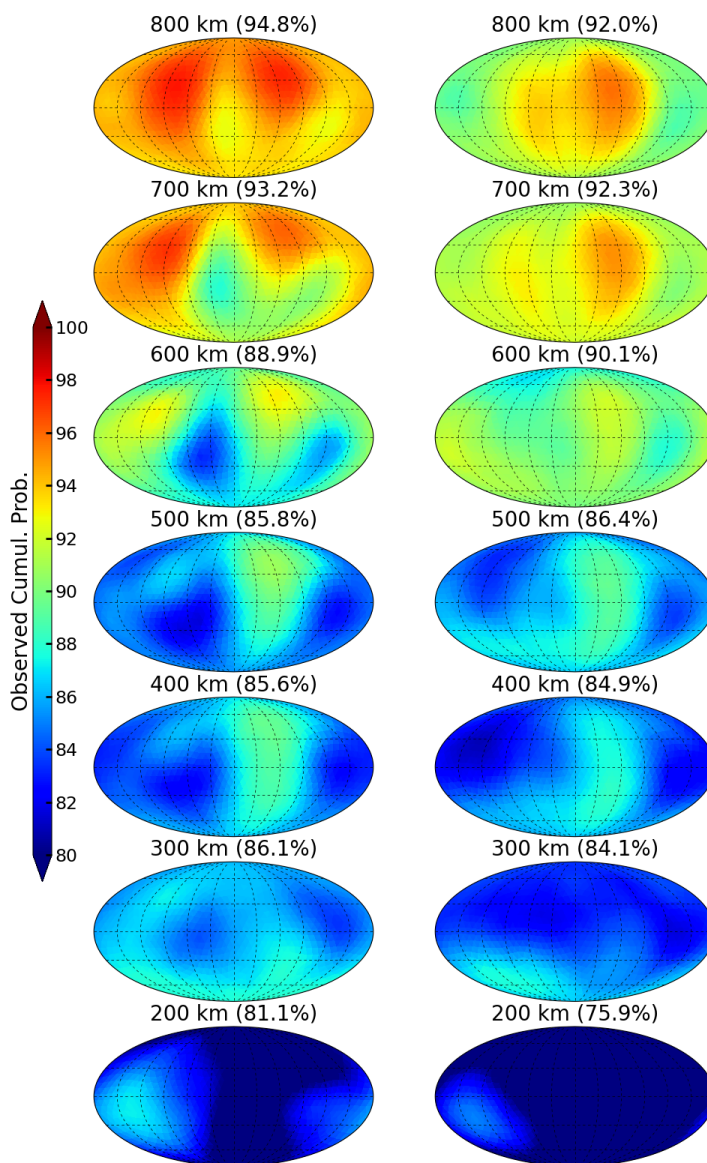 800 km (94.8%)
800 km (92.0%)
700 km (93.2%)
700 km (92.3%)
600 km (88.9%)
600 km (90.1%)
500 km (85.8%)
500 km (86.4%)
400 km (85.6%)
400 km (84.9%)
300 km (86.1%)
300 km (84.1%)
200 km (81.1%)
200 km (75.9%)
Observed Cumul. Prob.
100
98
96
94
92
90
88
86
84
82
80